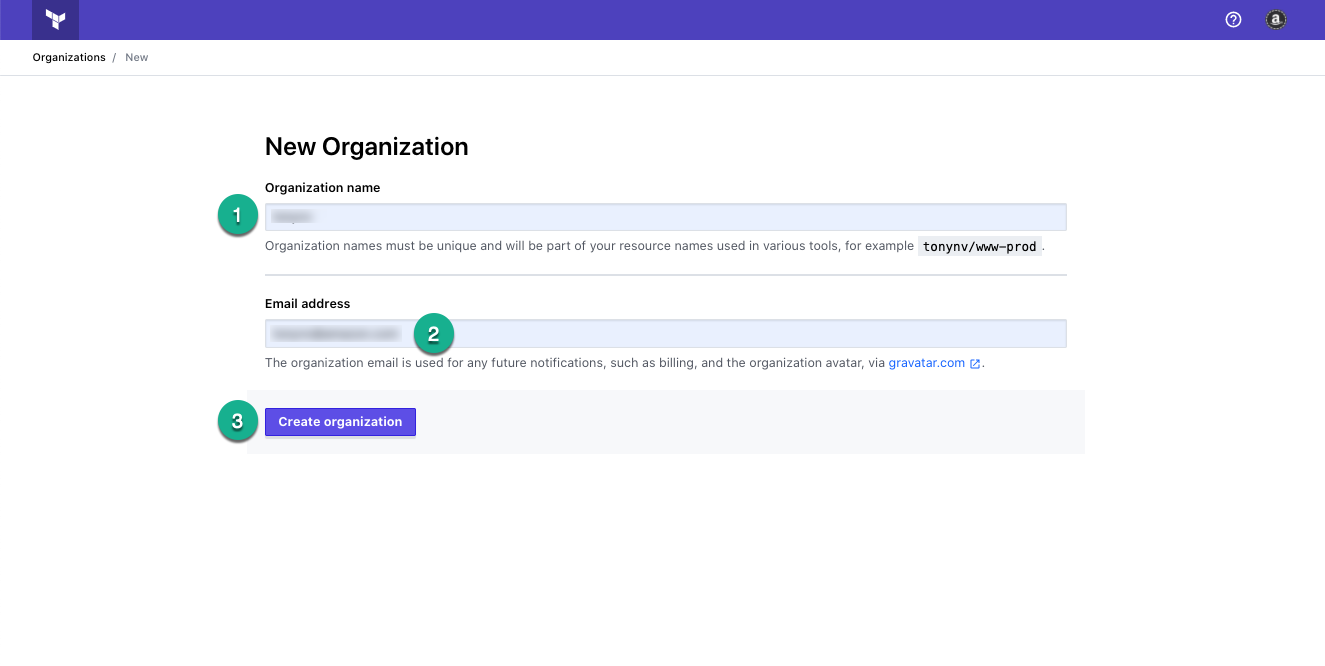 a
Organizations / New
New Organization
Organization name
1
Organization names must be unique and will be part of your resource names used in various tools, for example tonynv/www-prod.
Email address
2
The organization email is used for any future notifications, such as billing, and the organization avatar, via gravatar.com.
3 Create organization